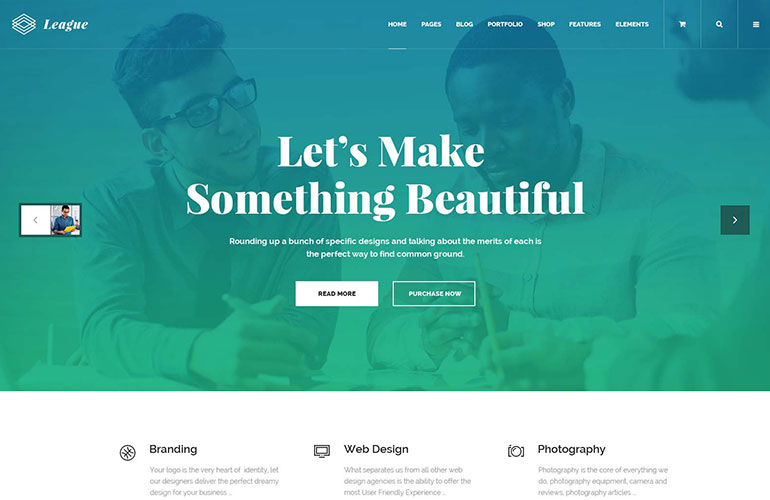 League
HOME PAGES BLOG PORTFOLIO SHOP FEATURES ELEMENTS
Let's Make
Something Beautiful
Rounding up a bunch of specific designs and talking about the merits of each is
the perfect way to find common ground.
READ MORE PURCHASE NOW
Branding Web Design Photography
Your logo is the very heart of identity, let
our designers deliver the perfect dreamy
design for your business ...
What separates us from all other web
design agencies is the ability to offer the
most User Friendly Experience ...
Photography is the core of everything we
do, photography equipment, camera and
reviews, photography articles ...